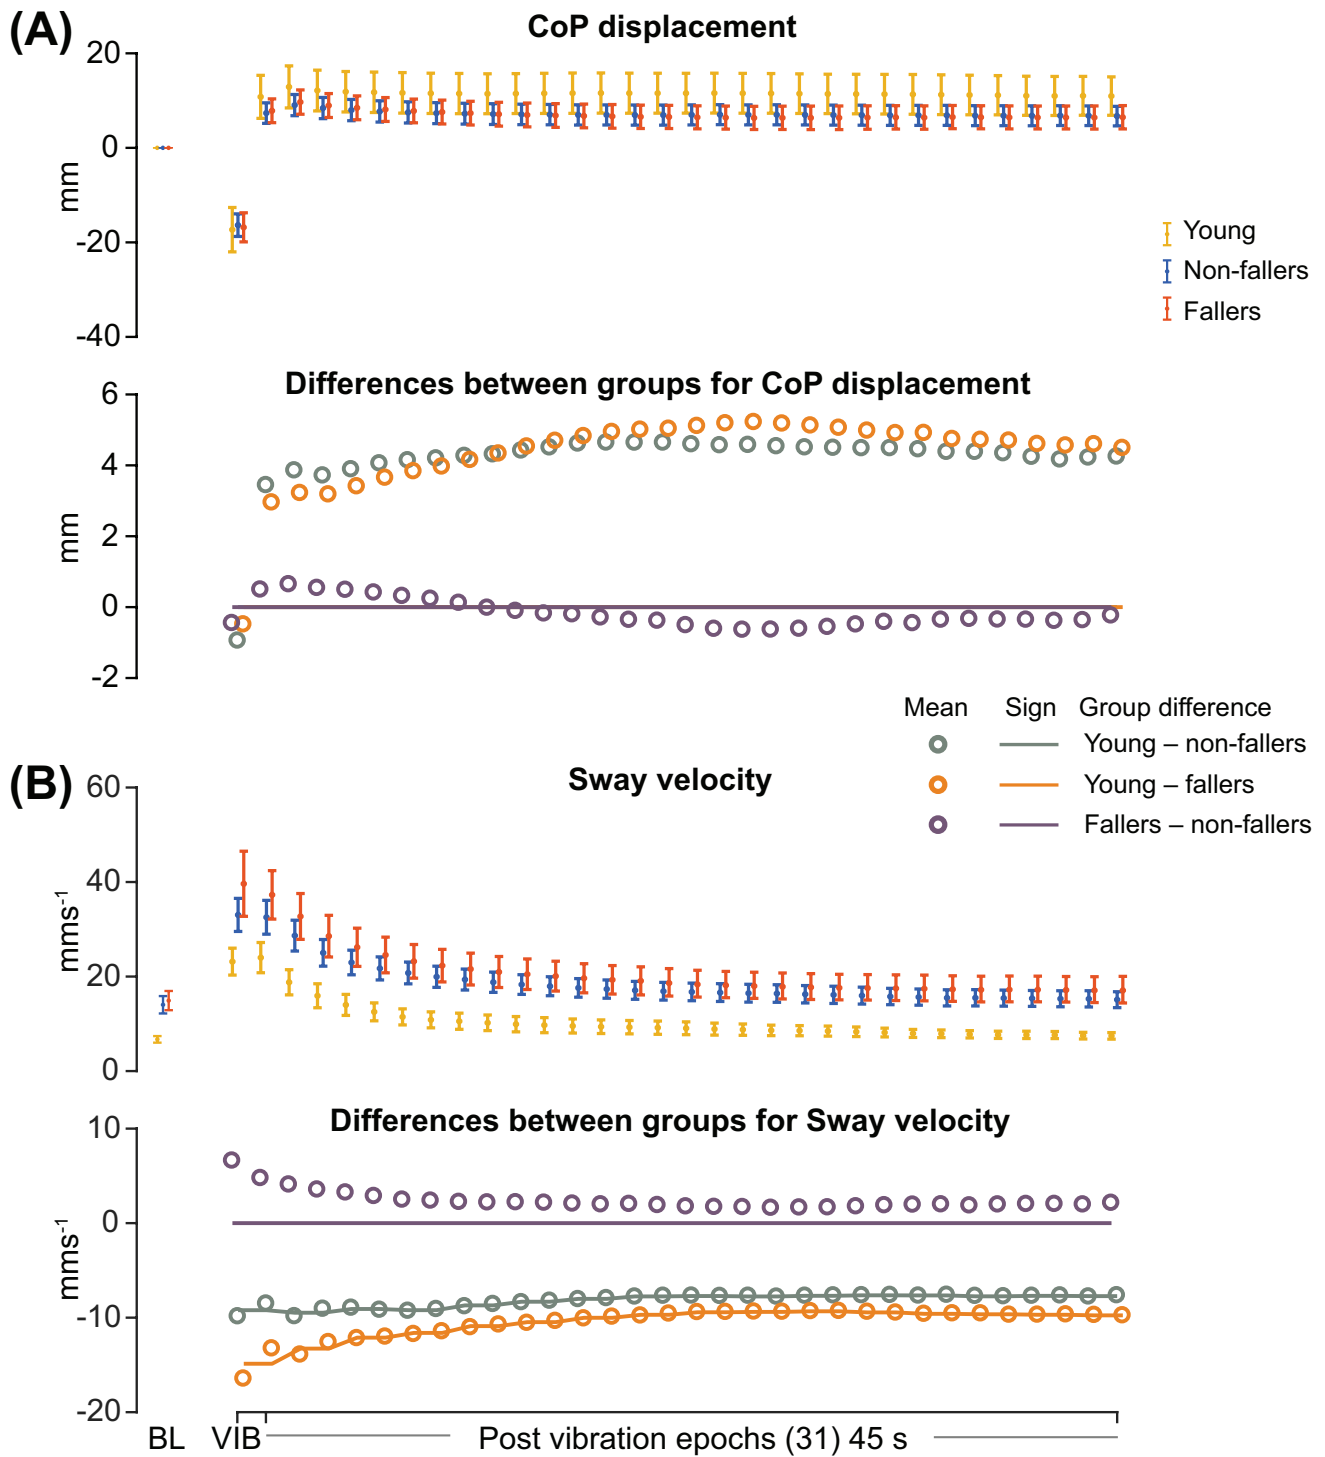 (A)
CoP displacement
20
0
-20
-40
mm
Young
Non-fallers
Fallers
Differences between groups for CoP displacement
6
4
2
0
-2
mm
Mean Sign Group difference
Young – non-fallers
Young – fallers
Fallers – non-fallers
(B)
Sway velocity
60
40
20
0
mms-1
Differences between groups for Sway velocity
10
0
-10
-20
mms-1
BL VIB Post vibration epochs (31) 45 s